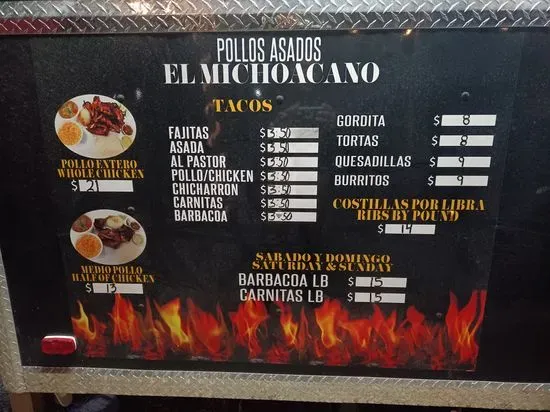 POLLOS ASADOS
EL MICHOACANO
TACOS
FAJITAS $3.50
ASADA $3.50
AL PASTOR $3.50
POLLO/CHICKEN $3.50
CHICHARRON $3.50
CARNITAS $3.50
BARBACOA $3.50
GORDITA $8
TORTAS $8
QUESADILLAS $9
BURRITOS $9
COSTILLAS POR LIBRA
RIBS BY POUND
$14
POLLO ENTERO
WHOLE CHICKEN
$21
MEDIO POLLO
HALF OF CHICKEN
$13
SABADO Y DOMINGO
SATURDAY & SUNDAY
BARBACOA LB $15
CARNITAS LB $15